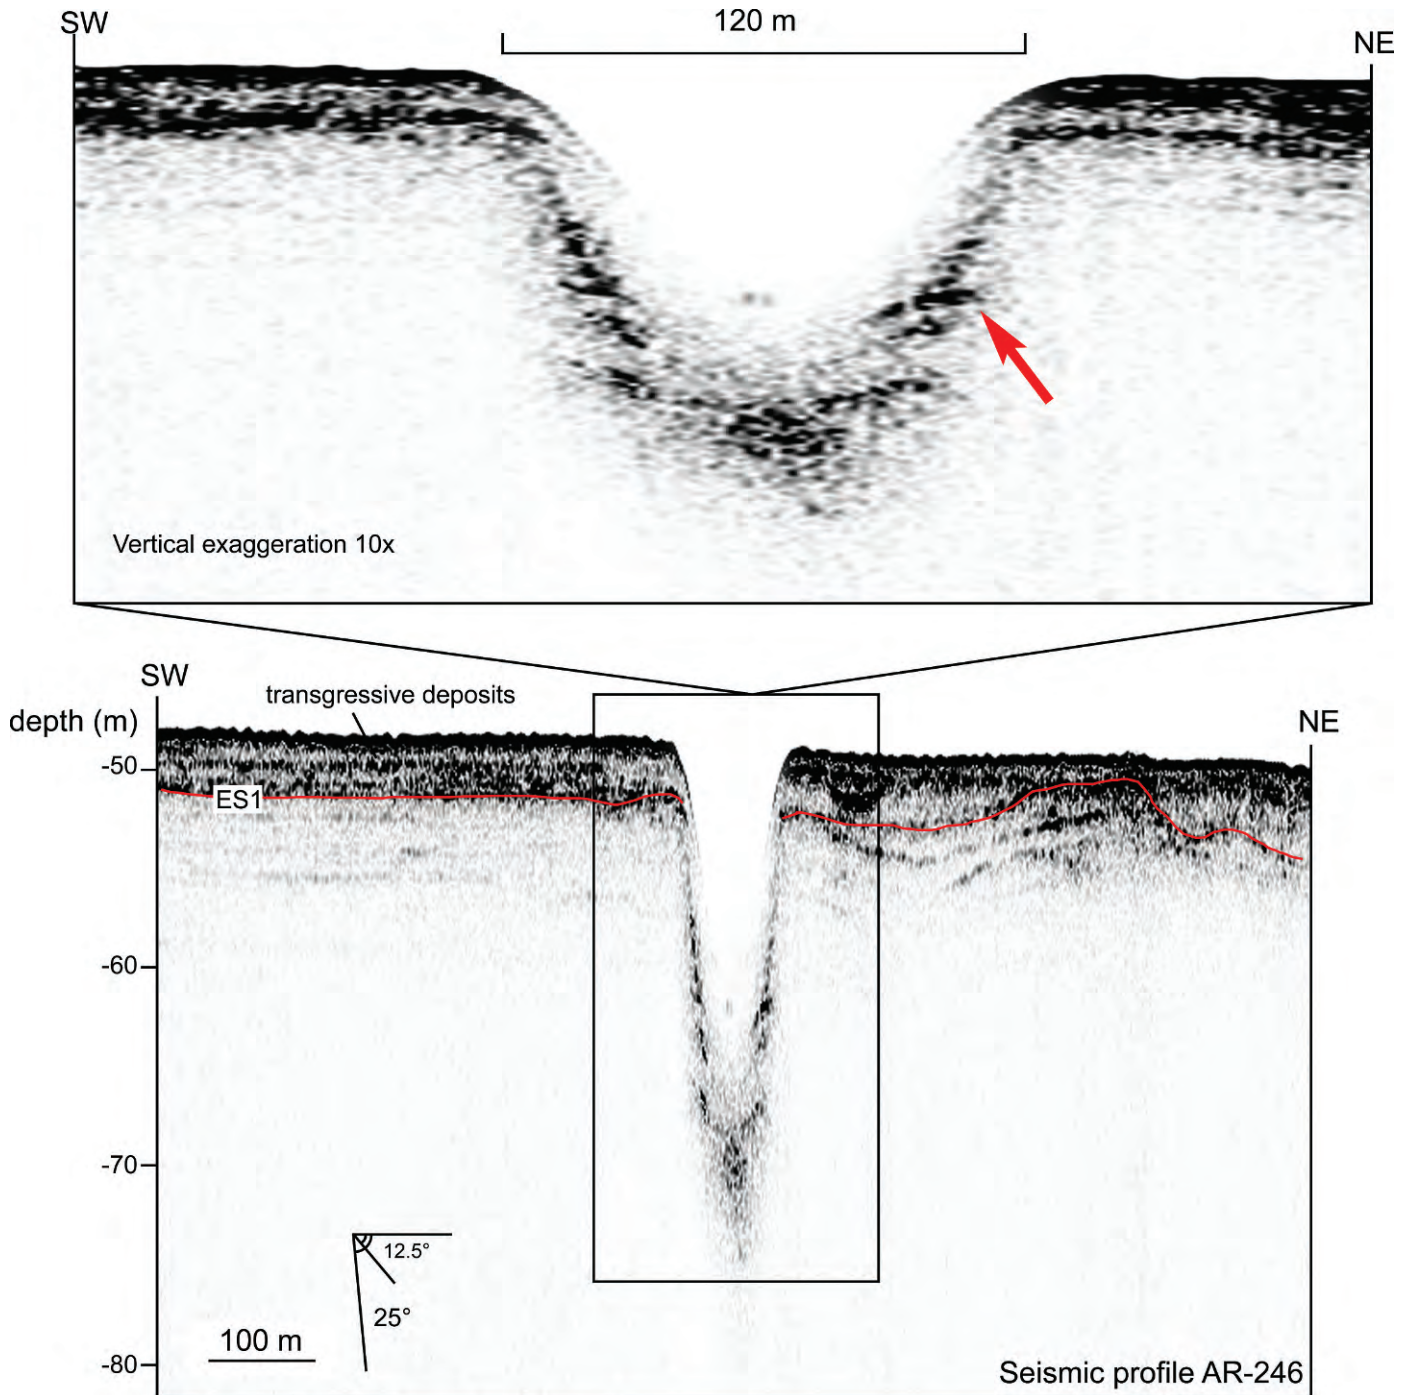 SW
120 m
NE
Vertical exaggeration 10x
SW
transgressive deposits
depth (m)
NE
-50
ES1
-60
-70
12.5°
25°
100 m
-80
Seismic profile AR-246